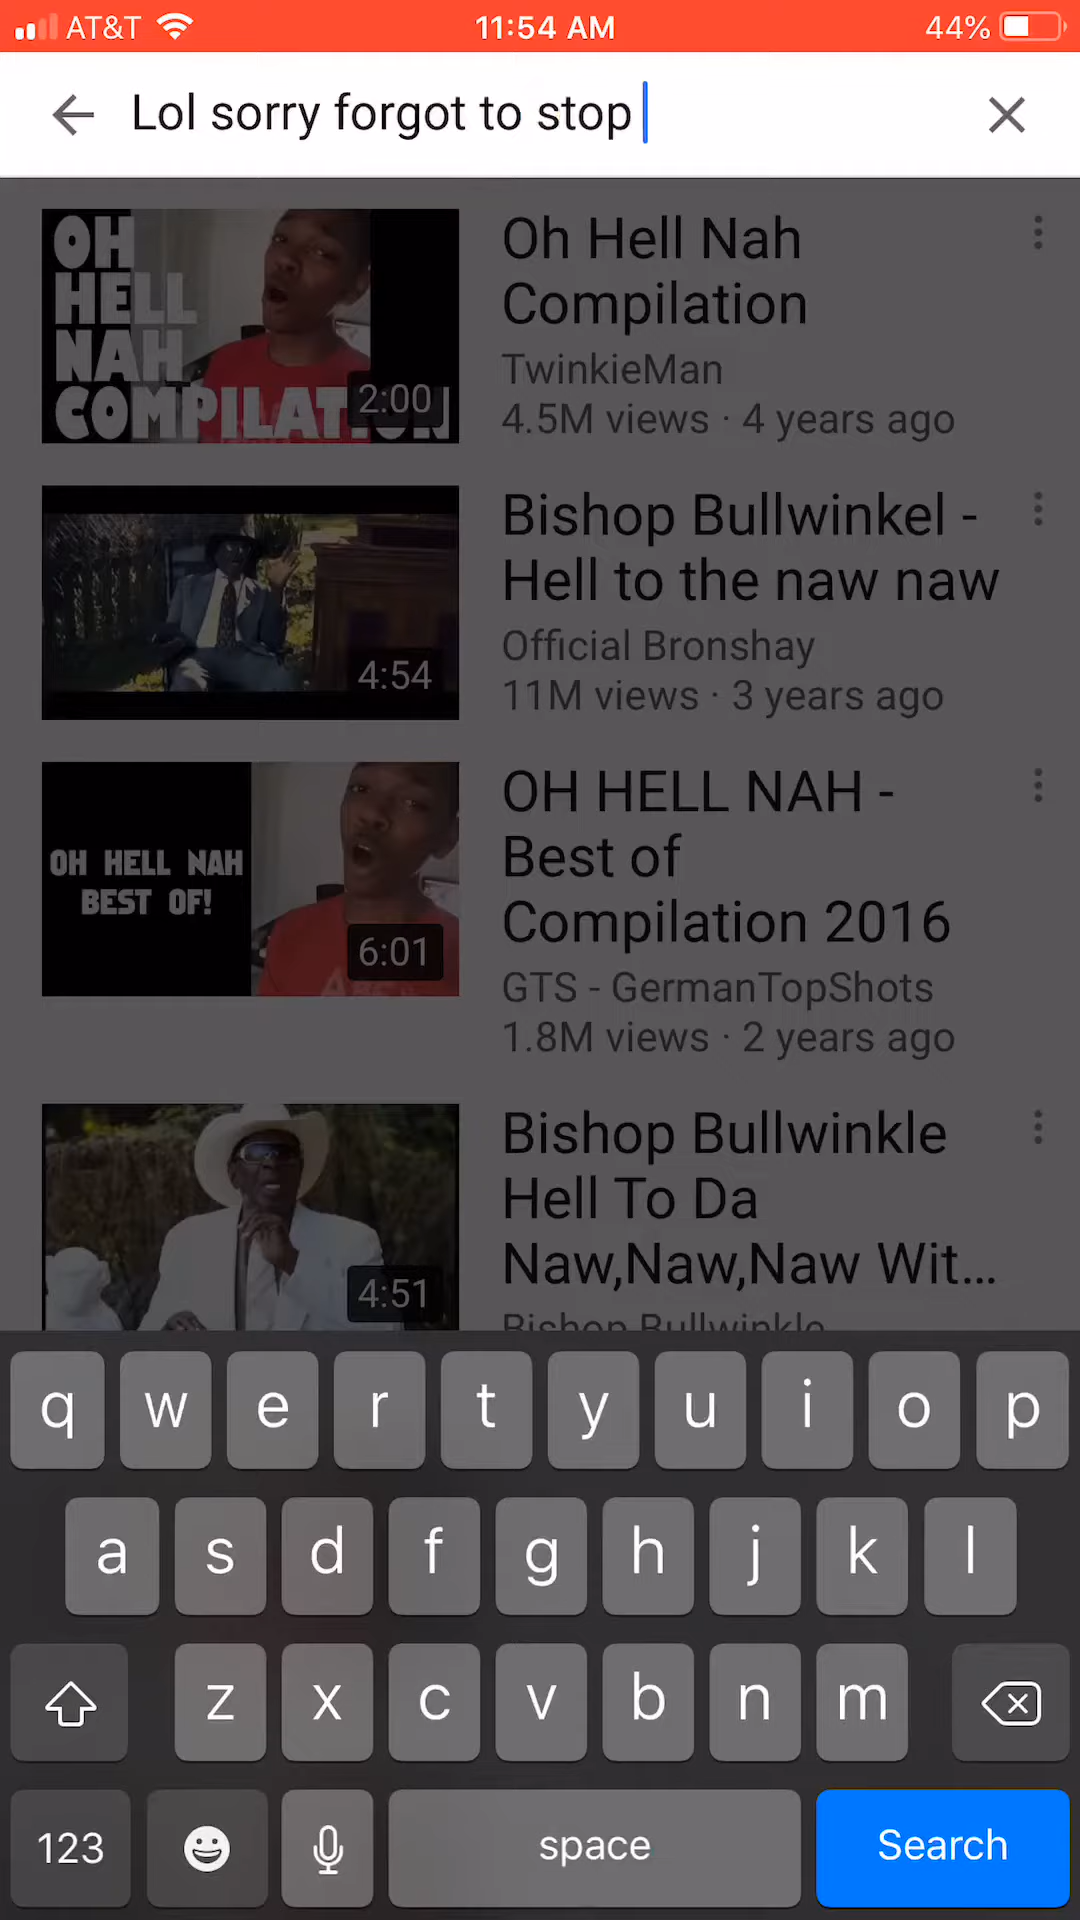 AT&T 11:54 AM 44%
Lol sorry forgot to stop
OH
HELL
NAH
COMPILATION
2:00
Oh Hell Nah
Compilation
TwinkieMan
4.5M views · 4 years ago
4:54
Bishop Bullwinkel -
Hell to the naw naw
Official Bronshay
11M views · 3 years ago
OH HELL NAH
BEST OF!
6:01
OH HELL NAH -
Best of
Compilation 2016
GTS - GermanTopShots
1.8M views · 2 years ago
4:51
Bishop Bullwinkle
Hell To Da
Naw,Naw,Naw Wit...
Bishop Bullwinkle
q w e r t y u i o p
a s d f g h j k l
z x c v b n m
123 space Search